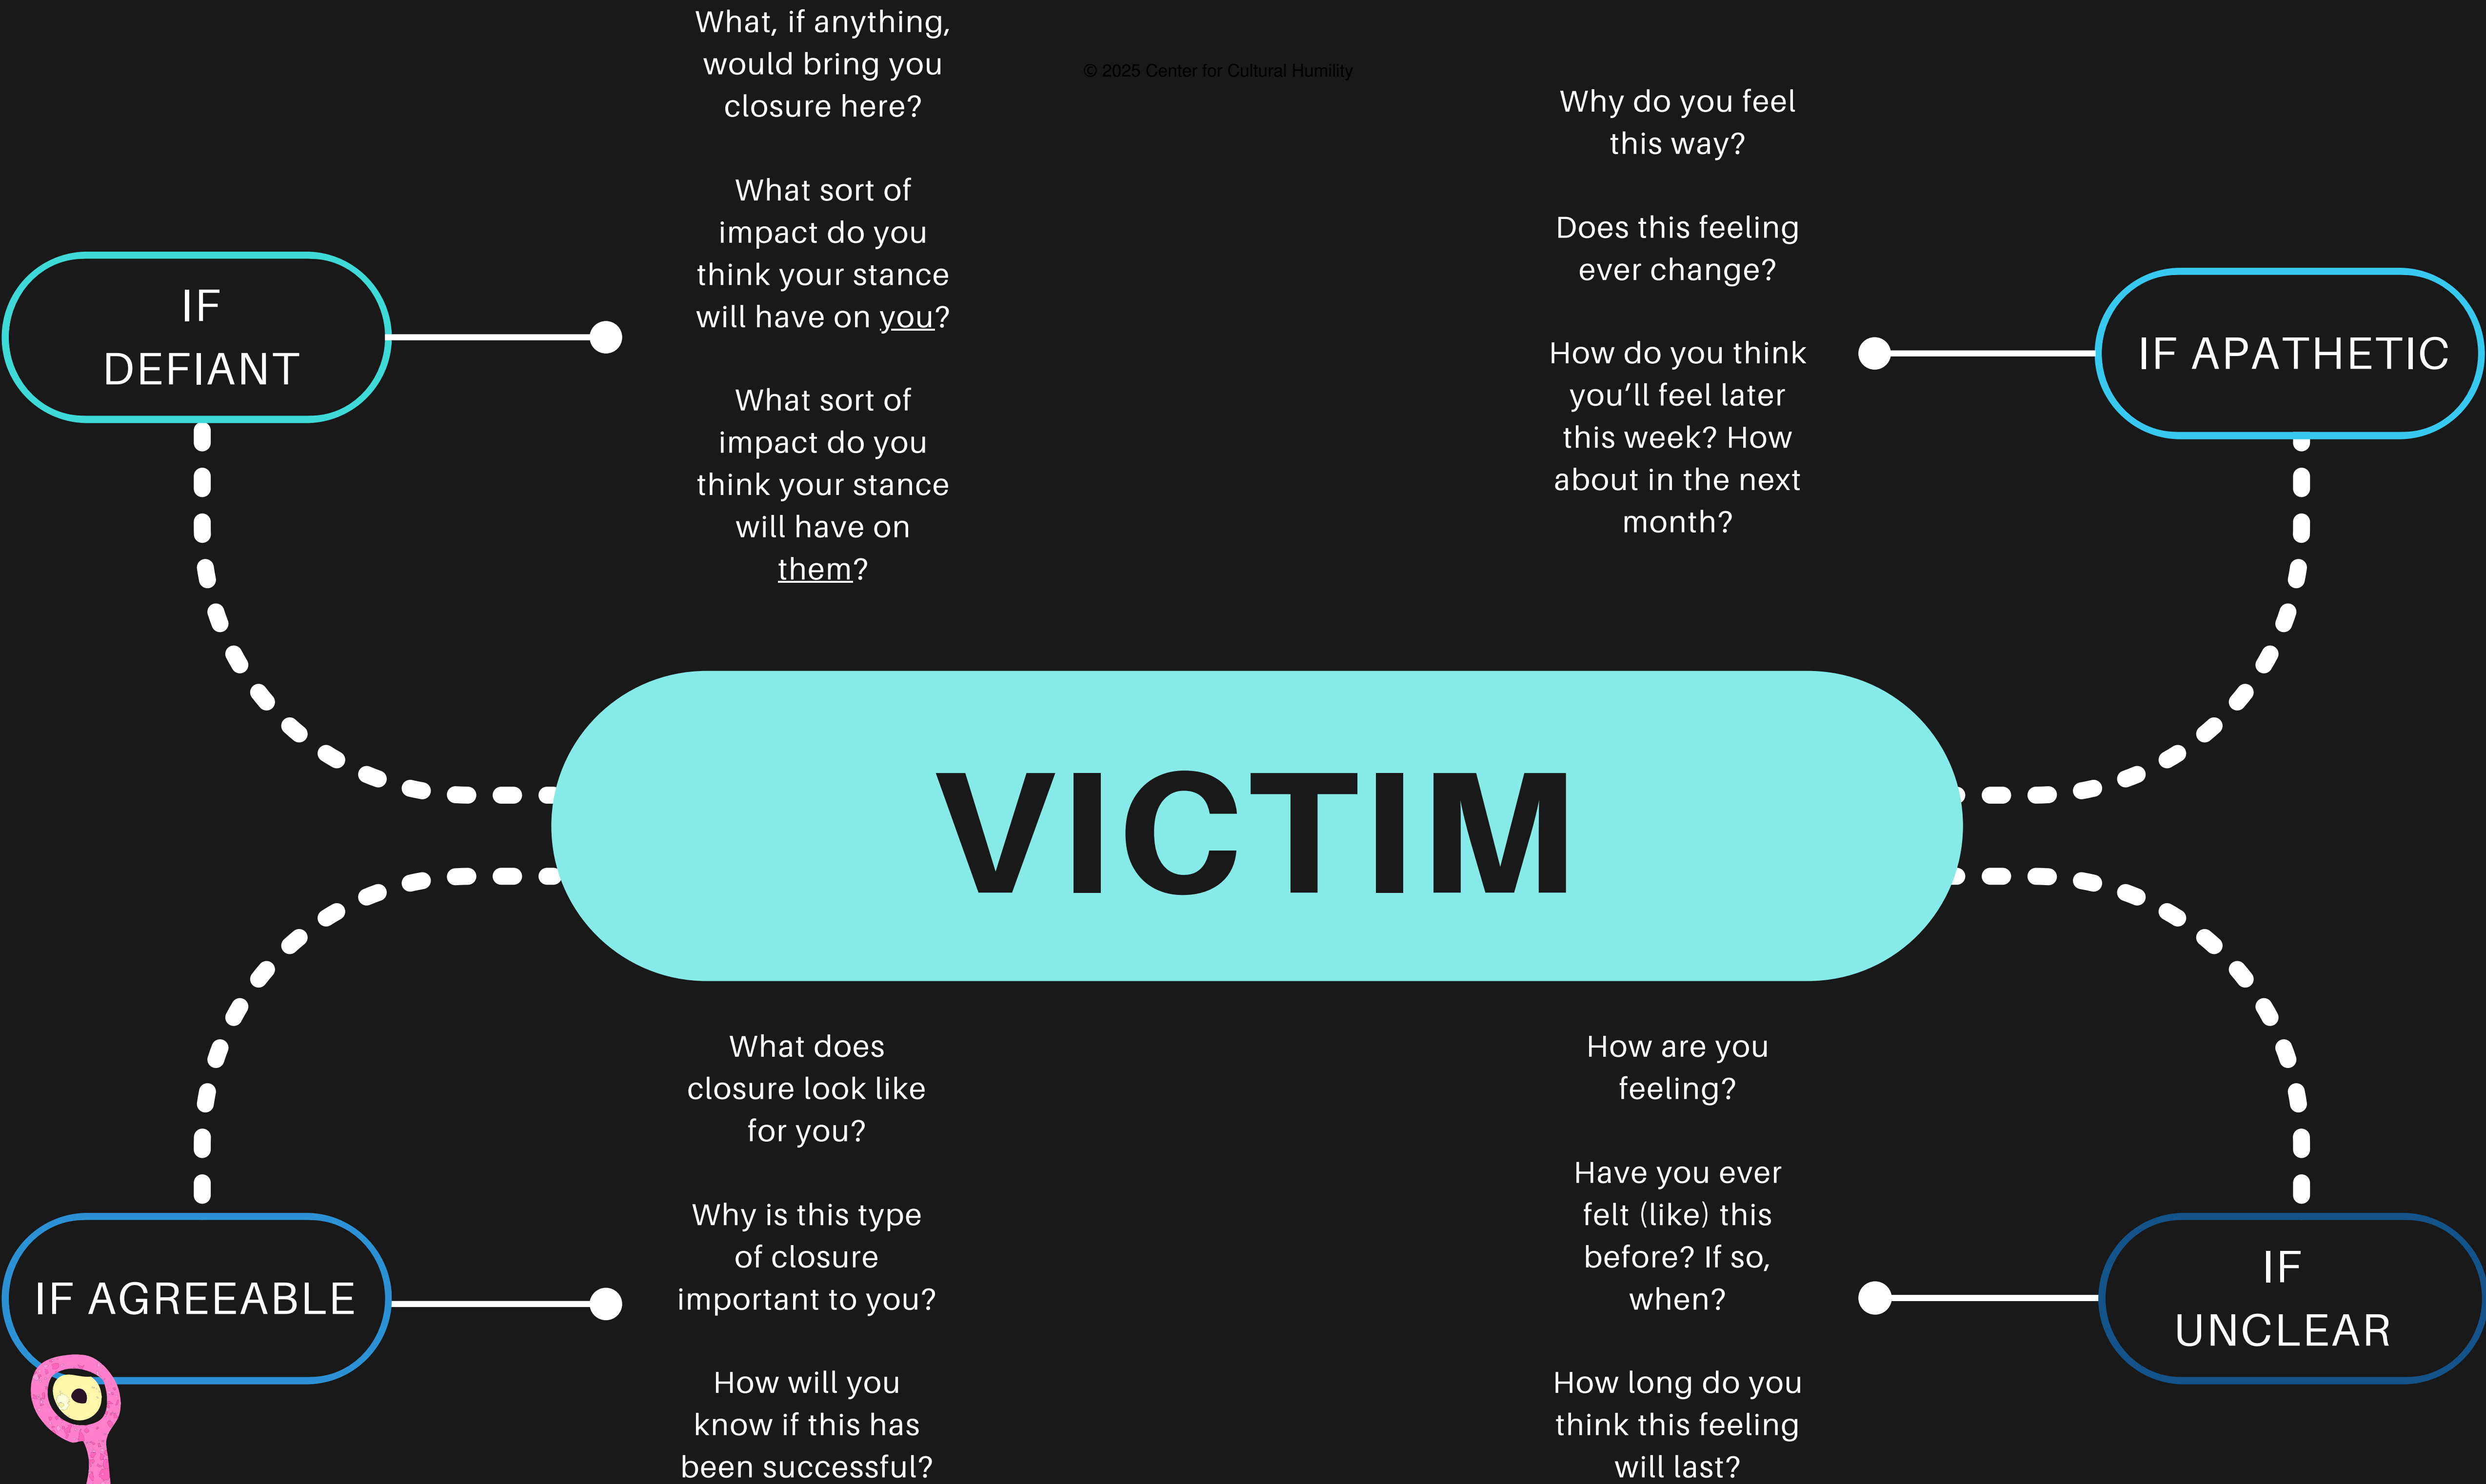 What, if anything,
would bring you
closure here?
What sort of
impact do you
think your stance
will have on you?
What sort of
impact do you
think your stance
will have on
them?
© 2025 Center for Cultural Humility
Why do you feel
this way?
Does this feeling
ever change?
How do you think
you’ll feel later
this week? How
about in the next
month?
IF
DEFIANT
IF APATHETIC
VICTIM
What does
closure look like
for you?
Why is this type
of closure
important to you?
How will you
know if this has
been successful?
How are you
feeling?
Have you ever
felt (like) this
before? If so,
when?
How long do you
think this feeling
will last?
IF AGREEABLE
IF
UNCLEAR